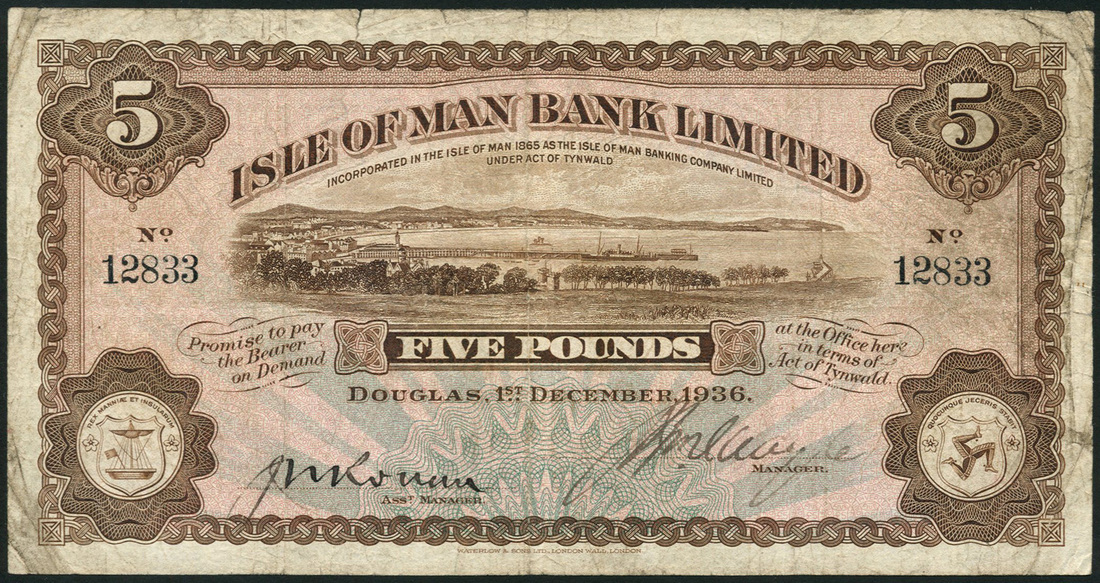 5 5
ISLE OF MAN BANK LIMITED
INCORPORATED IN THE ISLE OF MAN 1865 AS THE ISLE OF MAN BANKING COMPANY LIMITED
UNDER ACT OF TYNWALD
No 12833
No 12833
Promise to pay
the Bearer
on Demand
FIVE POUNDS
at the Office here
in terms of
Act of Tynwald.
DOUGLAS, 1ST DECEMBER, 1936.
REX MANNIÆ ET INSULARUM
QUOCUNQUE JECERIS STABIT
MANAGER.
ASST MANAGER.
WATERLOW & SONS LTD., LONDON WALL, LONDON.